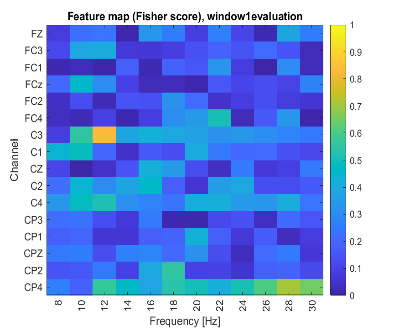 Feature map (Fisher score), window1evaluation
FZ
FC3
FC1
FCz
FC2
FC4
C3
C1
CZ
C2
C4
CP3
CP1
CPZ
CP2
CP4
Channel
8 10 12 14 16 18 20 22 24 26 28 30
Frequency [Hz]
1
0.9
0.8
0.7
0.6
0.5
0.4
0.3
0.2
0.1
0